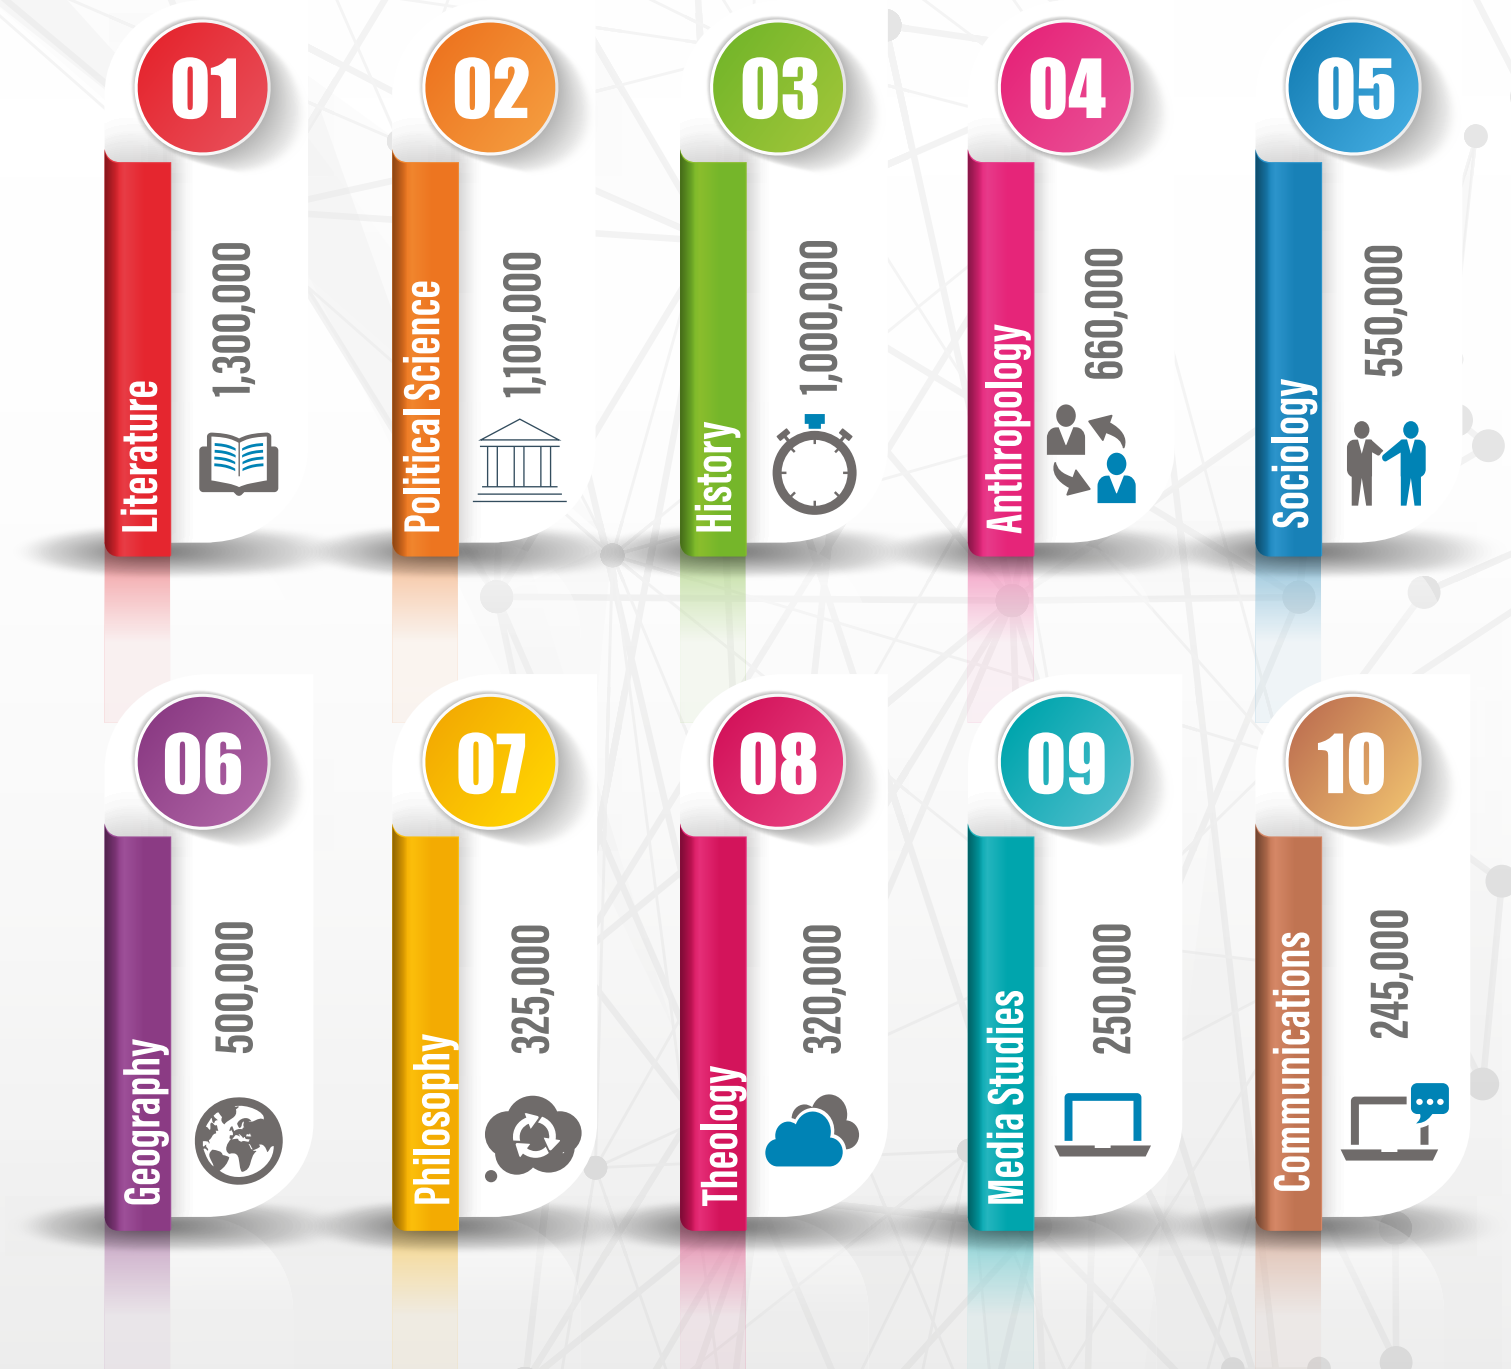 01
Literature
1,300,000
02
Political Science
1,100,000
03
History
1,000,000
04
Anthropology
660,000
05
Sociology
550,000
06
Geography
500,000
07
Philosophy
325,000
08
Theology
320,000
09
Media Studies
250,000
10
Communications
245,000